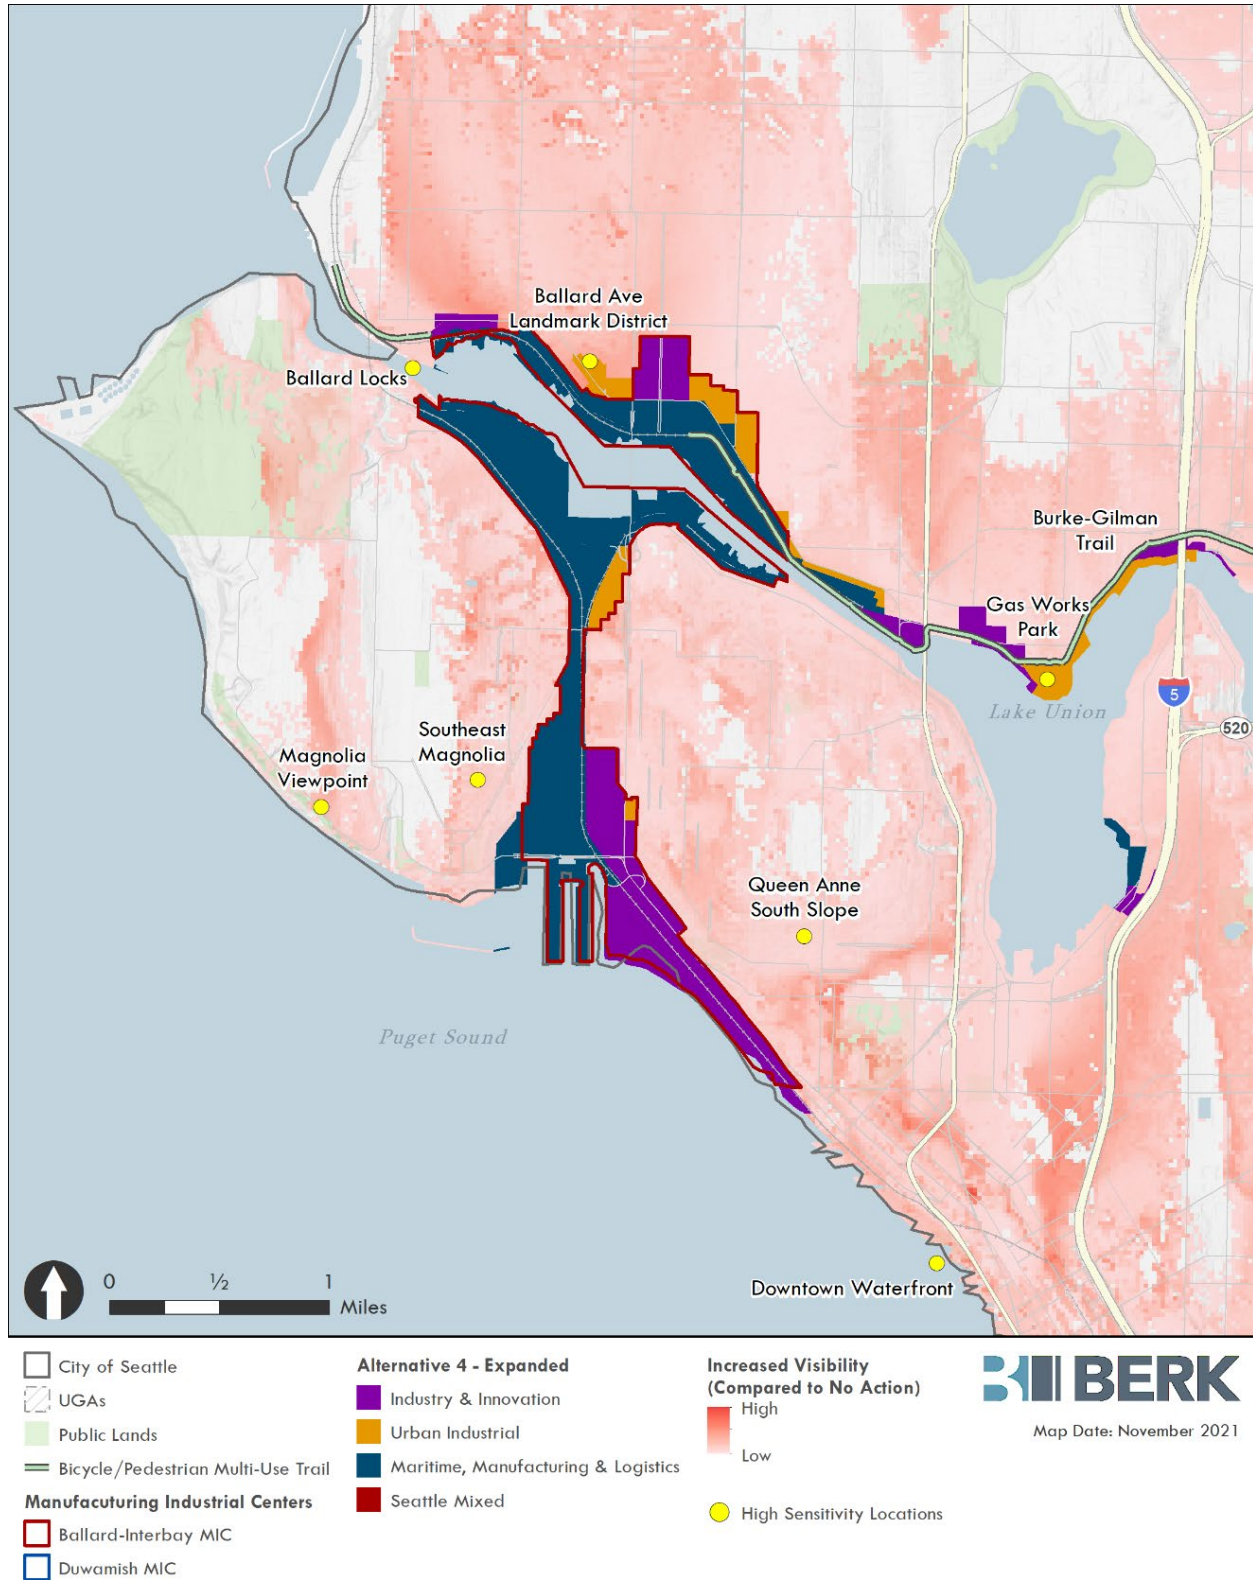 Ballard Ave
Landmark District
Ballard Locks
Burke-Gilman
Trail
Gas Works
Park
Lake Union
5
520
Southeast
Magnolia
Magnolia
Viewpoint
Queen Anne
South Slope
Puget Sound
Downtown Waterfront
0 ½ 1
Miles
City of Seattle
UGAs
Public Lands
Bicycle/Pedestrian Multi-Use Trail
Manufacuturing Industrial Centers
Ballard-Interbay MIC
Duwamish MIC
Alternative 4 - Expanded
Industry & Innovation
Urban Industrial
Maritime, Manufacturing & Logistics
Seattle Mixed
Increased Visibility
(Compared to No Action)
High
Low
High Sensitivity Locations
BERK
Map Date: November 2021